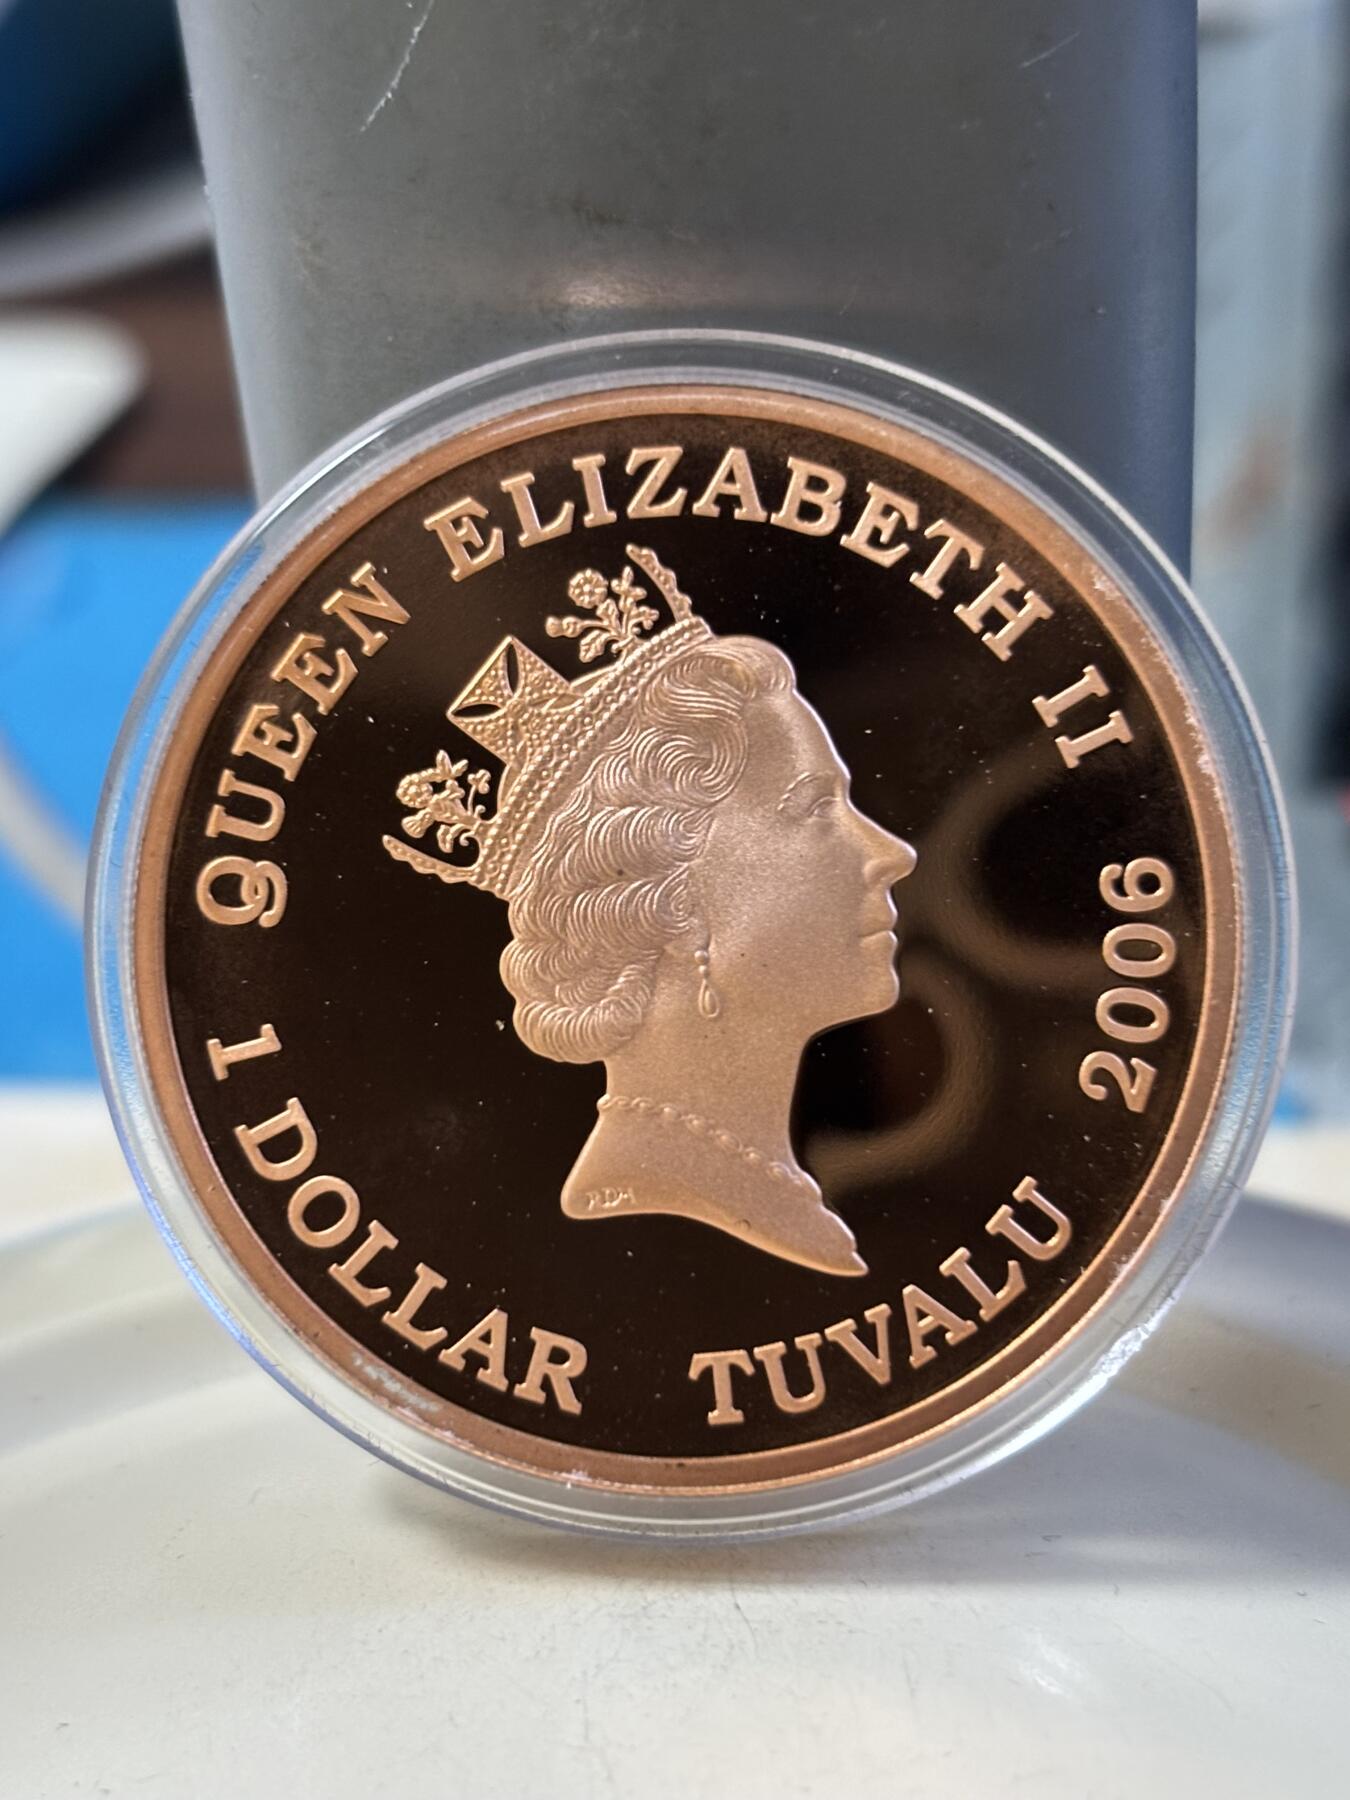 QUEEN ELIZABETH II
2006
1 DOLLAR TUVALU
RDM